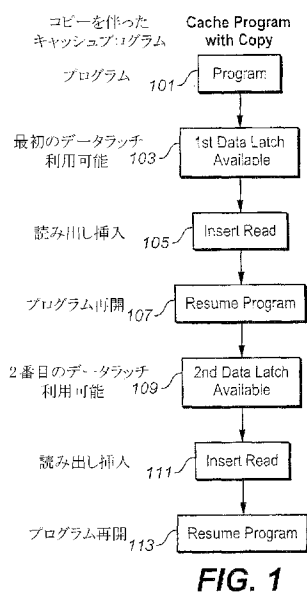 コピーを伴った
キャッシュプログラム
Cache Program
with Copy
プログラム
101
Program
最初のデータラッチ
利用可能
103
1st Data Latch
Available
読み出し挿入
105
Insert Read
プログラム再開
107
Resume Program
2番目のデータラッチ
利用可能
109
2nd Data Latch
Available
読み出し挿入
111
Insert Read
プログラム再開
113
Resume Program
FIG. 1